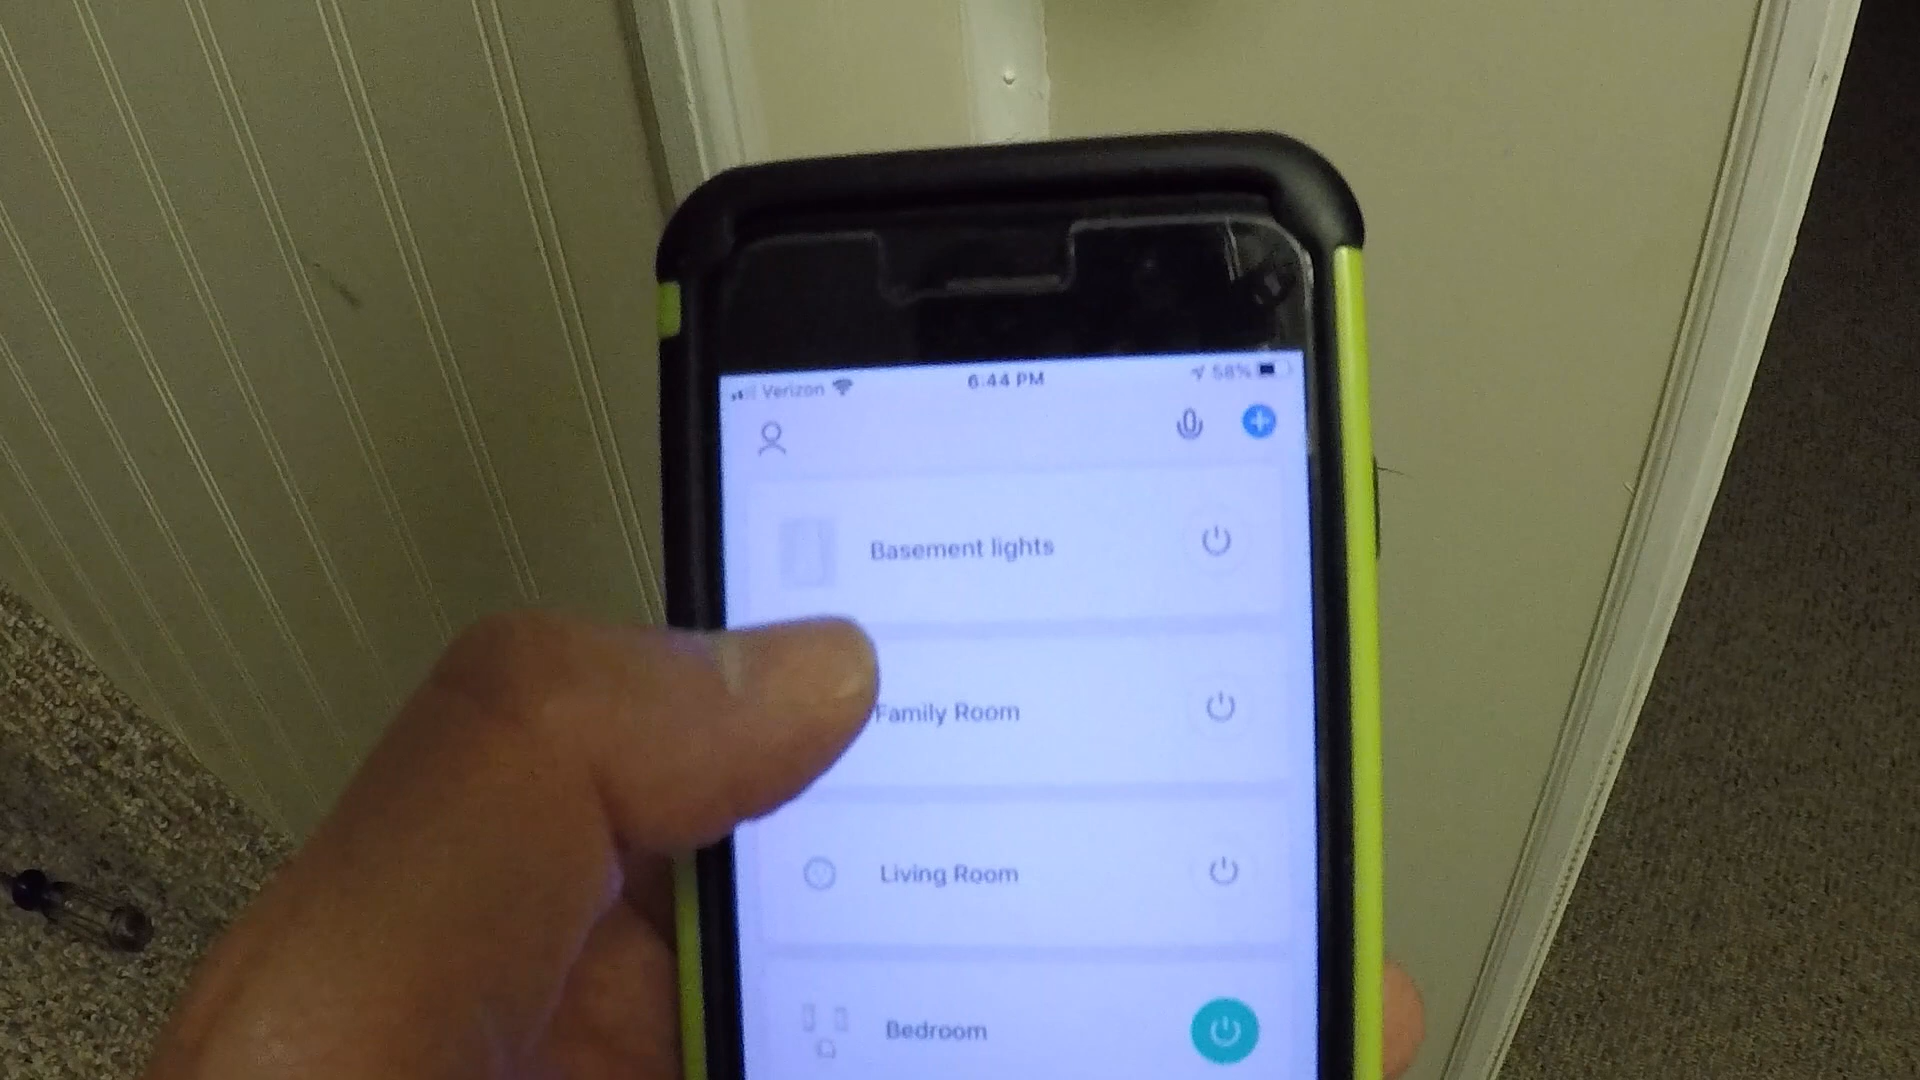 Verizon 6:44 PM 58%
Basement lights
Family Room
Living Room
Bedroom